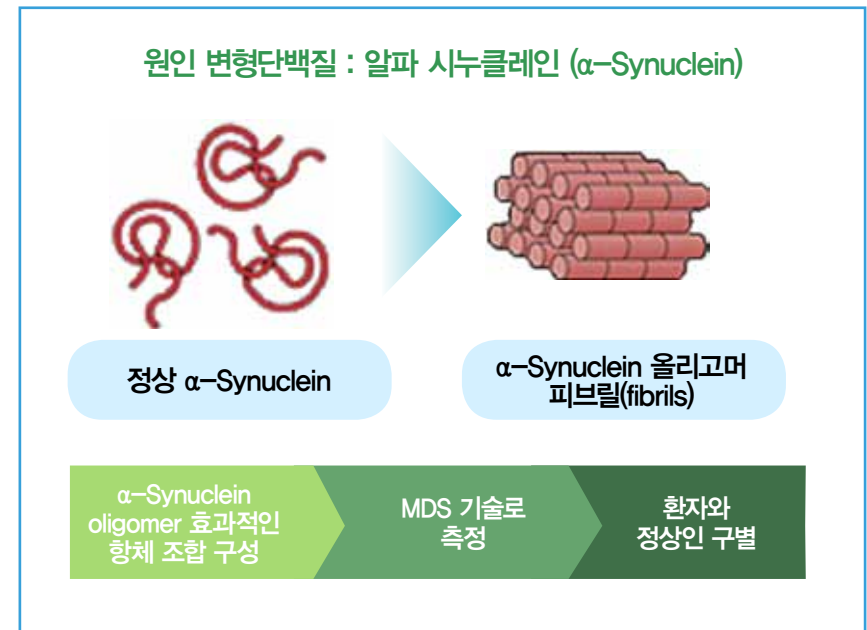 원인 변형단백질 : 알파 시누클레인 (α-Synuclein)
정상 α-Synuclein
α-Synuclein 올리고머
피브릴(fibrils)
α-Synuclein
oligomer 효과적인
항체 조합 구성
MDS 기술로
측정
환자와
정상인 구별